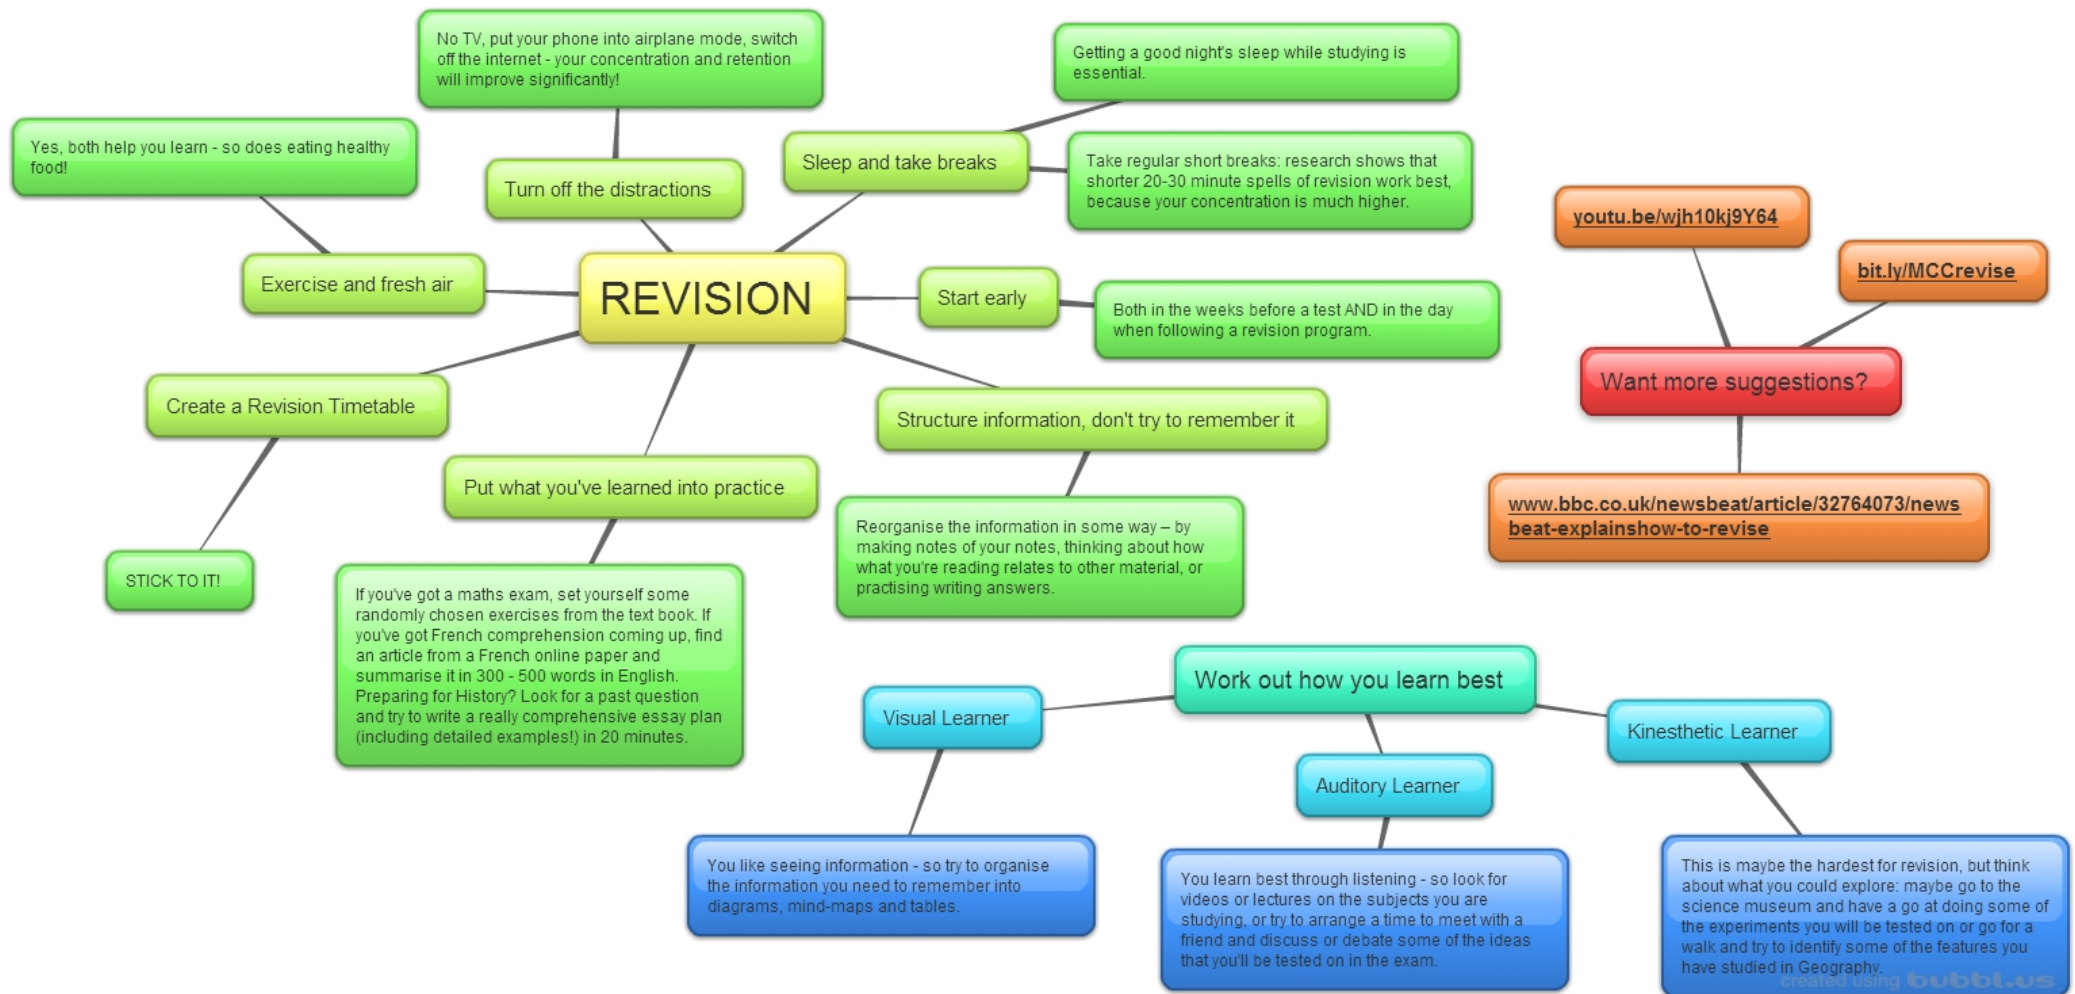 No TV, put your phone into airplane mode, switch
off the internet - your concentration and retention
will improve significantly!
Getting a good night's sleep while studying is
essential.
Yes, both help you learn - so does eating healthy
food!
Turn off the distractions
Sleep and take breaks
Take regular short breaks: research shows that
shorter 20-30 minute spells of revision work best,
because your concentration is much higher.
Exercise and fresh air
REVISION
Start early
Both in the weeks before a test AND in the day
when following a revision program.
Create a Revision Timetable
STICK TO IT!
Put what you've learned into practice
If you've got a maths exam, set yourself some
randomly chosen exercises from the text book. If
you've got French comprehension coming up, find
an article from a French online paper and
summarise it in 300 - 500 words in English.
Preparing for History? Look for a past question
and try to write a really comprehensive essay plan
(including detailed examples!) in 20 minutes.
Structure information, don't try to remember it
Reorganise the information in some way – by
making notes of your notes, thinking about how
what you're reading relates to other material, or
practising writing answers.
youtu.be/wjh10kj9Y64
bit.ly/MCCrevise
Want more suggestions?
www.bbc.co.uk/newsbeat/article/32764073/news
beat-explainshow-to-revise
Work out how you learn best
Visual Learner
You like seeing information - so try to organise
the information you need to remember into
diagrams, mind-maps and tables.
Auditory Learner
You learn best through listening - so look for
videos or lectures on the subjects you are
studying, or try to arrange a time to meet with a
friend and discuss or debate some of the ideas
that you'll be tested on in the exam.
Kinesthetic Learner
This is maybe the hardest for revision, but think
about what you could explore: maybe go to the
science museum and have a go at doing some of
the experiments you will be tested on or go for a
walk and try to identify some of the features you
have studied in Geography.
created using bubbl.us